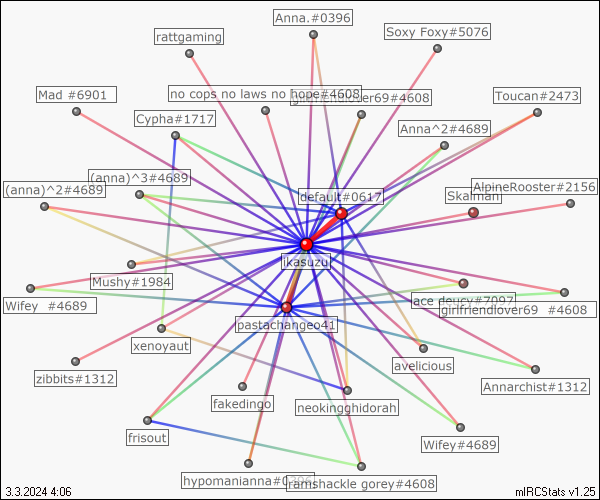 Anna.#0396
Soxy Foxy#5076
rattgaming
no cops no laws no hope#4608
girlfriendlover69#4608
Toucan#2473
Mad #6901
Cypha#1717
Anna^2#4689
(anna)^3#4689
(anna)^2#4689
default#0617
AlpineRooster#2156
Skalman
ikasuzu
Mushy#1984
Wifey #4689
ace deucy#7097
girlfriendlover69 #4608
pastachangeo41
xenoyaut
avelicious
zibbits#1312
Annarchist#1312
fakedingo
neokingghidorah
frisout
Wifey#4689
hypomanianna#0396
ramshackle gorey#4608
3.3.2024 4:06
mIRCStats v1.25